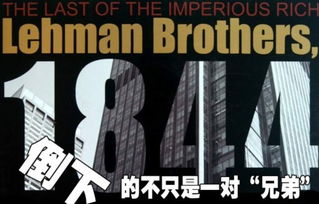 THE LAST OF THE IMPERIOUS RICH
Lehman Brothers,
1844
倒下
的不只是一对“兄弟”